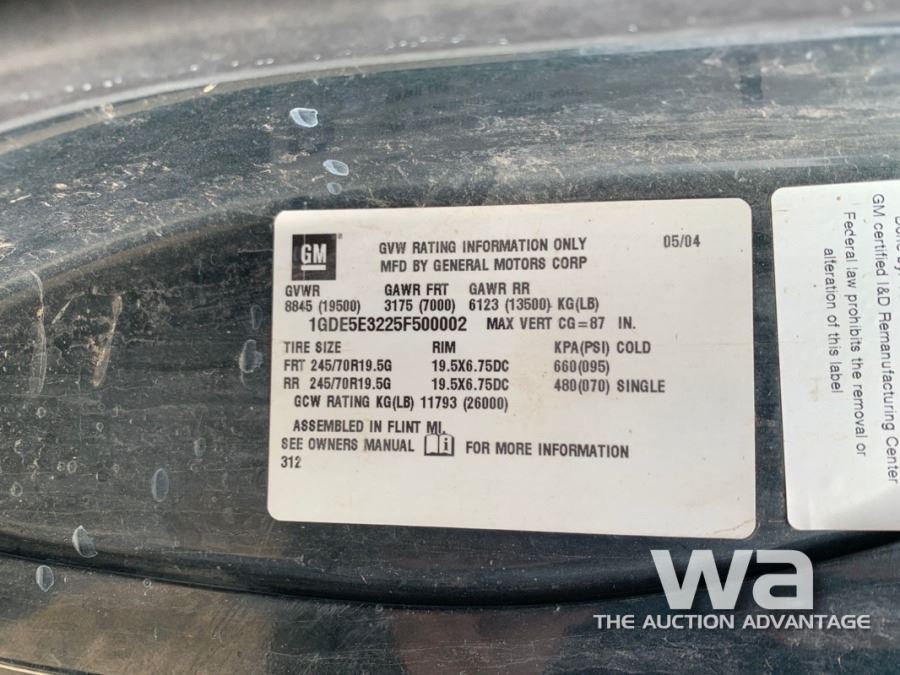 GM ®
GVW RATING INFORMATION ONLY 05/04
MFD BY GENERAL MOTORS CORP
GVWR GAWR FRT GAWR RR
8845 (19500) 3175 (7000) 6123 (13500) KG(LB)
1GDE5E3225F500002 MAX VERT CG=87 IN.
TIRE SIZE RIM KPA(PSI) COLD
FRT 245/70R19.5G 19.5X6.75DC 660(095)
RR 245/70R19.5G 19.5X6.75DC 480(070) SINGLE
GCW RATING KG(LB) 11793 (26000)
ASSEMBLED IN FLINT MI.
SEE OWNERS MANUAL FOR MORE INFORMATION
312
GM certified I&D Remanufacturing Center
Federal law prohibits the removal or
alteration of this label
wa
THE AUCTION ADVANTAGE